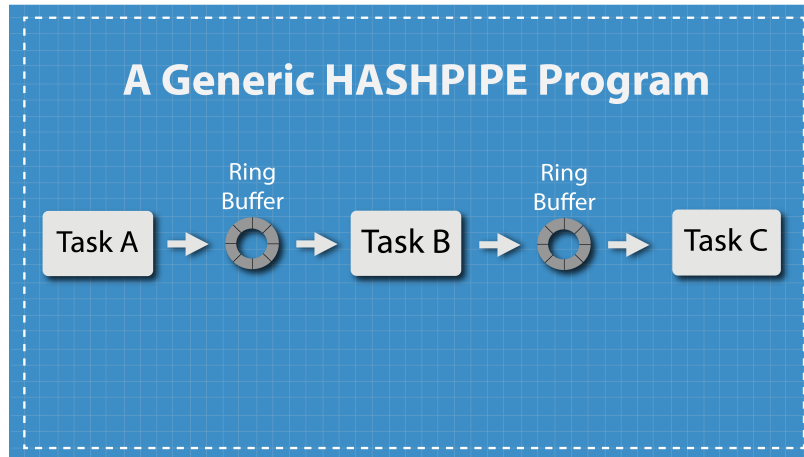 A Generic HASHPIPE Program
Ring
Buffer
Ring
Buffer
Task A
Task B
Task C